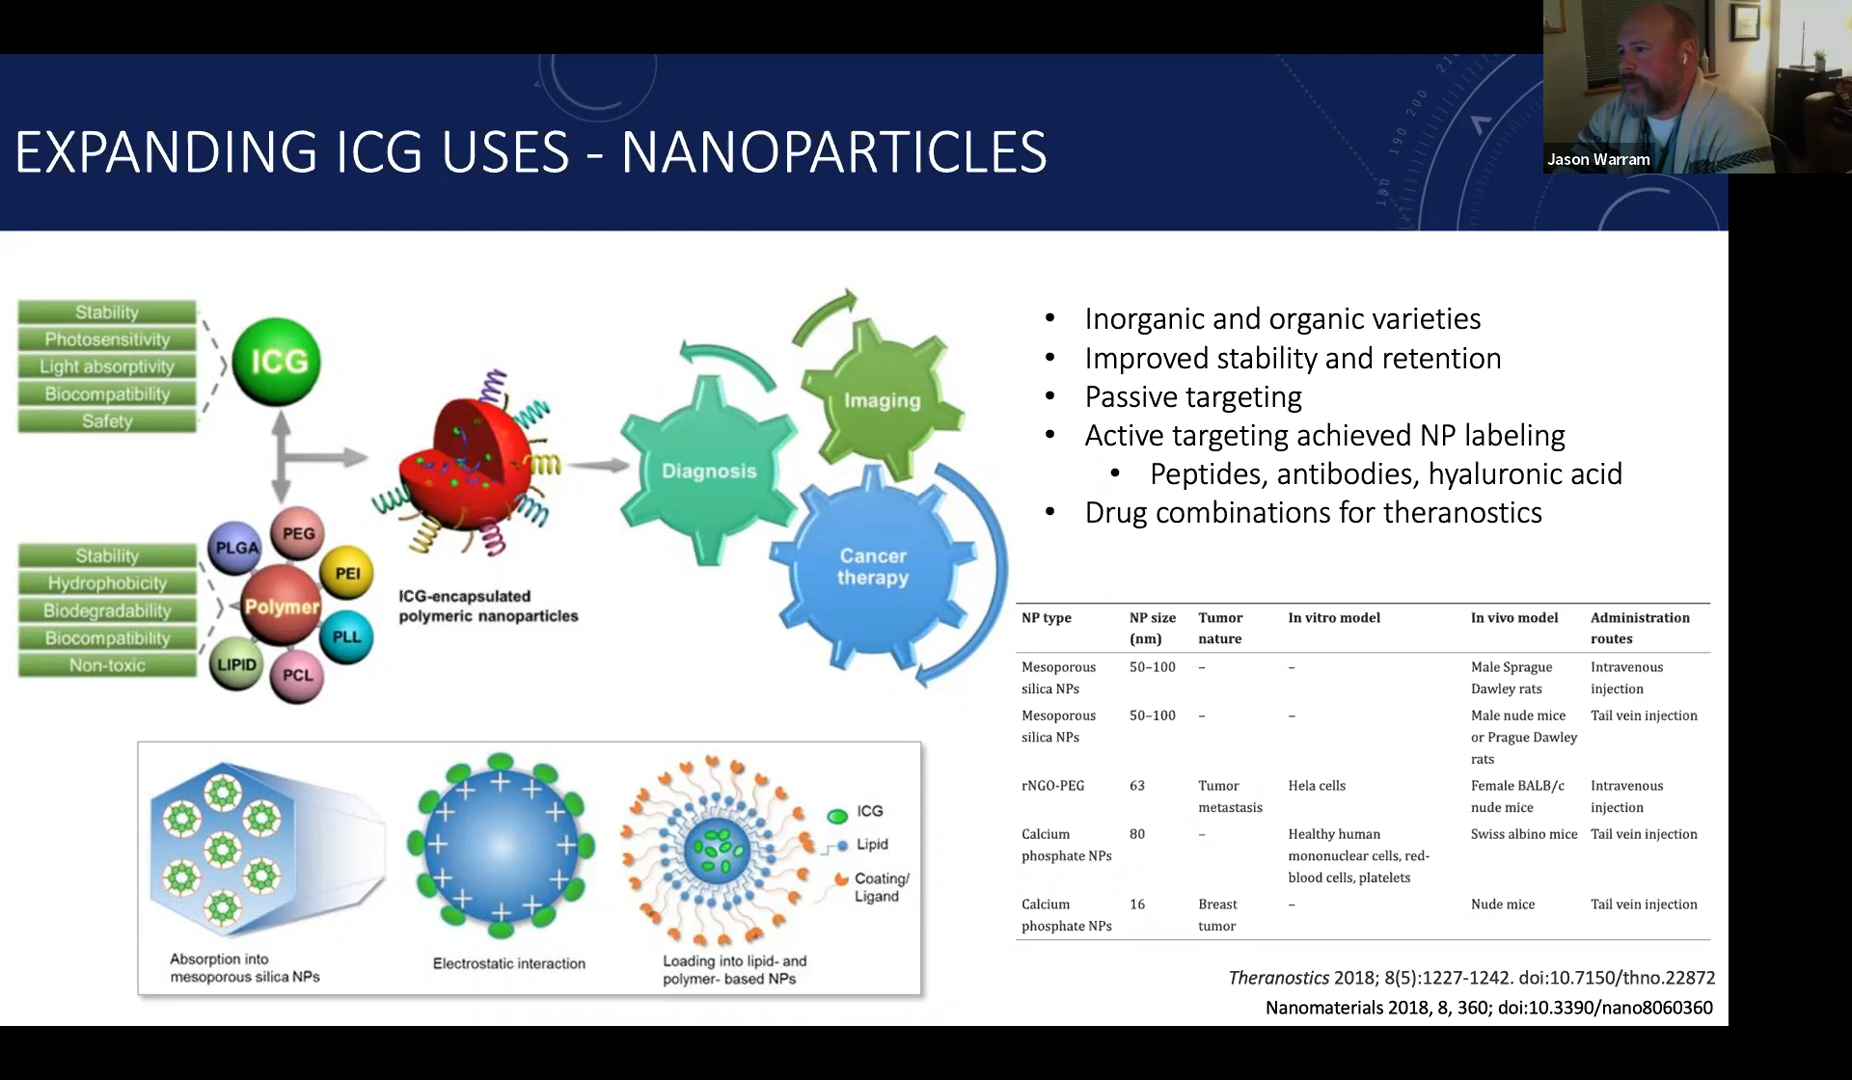 Jason Warram
EXPANDING ICG USES - NANOPARTICLES
180 190 200 210
Stability
Photosensitivity
Light absorptivity
Biocompatibility
Safety
ICG
Stability
Hydrophobicity
Biodegradability
Biocompatibility
Non-toxic
PLGA
PEG
PEI
Polymer
PLL
LIPID
PCL
ICG-encapsulated
polymeric nanoparticles
Diagnosis
Imaging
Cancer
therapy
• Inorganic and organic varieties
• Improved stability and retention
• Passive targeting
• Active targeting achieved NP labeling
• Peptides, antibodies, hyaluronic acid
• Drug combinations for theranostics
Absorption into
mesoporous silica NPs
Electrostatic interaction
Loading into lipid- and
polymer- based NPs
ICG
Lipid
Coating/
Ligand
NP type NP size Tumor In vitro model In vivo model Administration
(nm) nature routes
Mesoporous 50–100 – – Male Sprague Intravenous
silica NPs Dawley rats injection
Mesoporous 50–100 – – Male nude mice Tail vein injection
silica NPs or Prague Dawley
rats
rNGO-PEG 63 Tumor Hela cells Female BALB/c Intravenous
metastasis nude mice injection
Calcium 80 – Healthy human Swiss albino mice Tail vein injection
phosphate NPs mononuclear cells, red-
blood cells, platelets
Calcium 16 Breast – Nude mice Tail vein injection
phosphate NPs tumor
Theranostics 2018; 8(5):1227-1242. doi:10.7150/thno.22872
Nanomaterials 2018, 8, 360; doi:10.3390/nano8060360